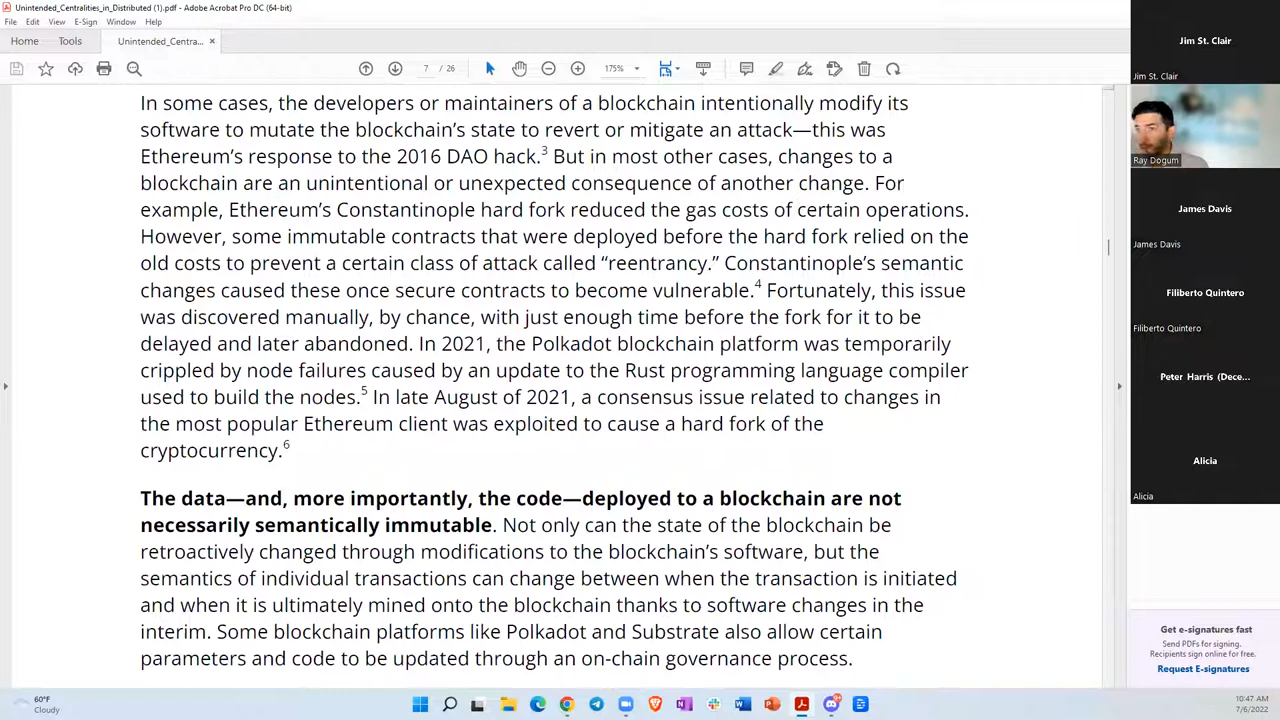 Unintended_Centralities_in_Distributed (1).pdf - Adobe Acrobat Pro DC (64-bit)
File Edit View E-Sign Window Help
Home Tools Unintended_Centra... ×
7 / 26 175%
In some cases, the developers or maintainers of a blockchain intentionally modify its
software to mutate the blockchain's state to revert or mitigate an attack—this was
Ethereum's response to the 2016 DAO hack.3 But in most other cases, changes to a
blockchain are an unintentional or unexpected consequence of another change. For
example, Ethereum's Constantinople hard fork reduced the gas costs of certain operations.
However, some immutable contracts that were deployed before the hard fork relied on the
old costs to prevent a certain class of attack called “reentrancy.” Constantinople's semantic
changes caused these once secure contracts to become vulnerable.4 Fortunately, this issue
was discovered manually, by chance, with just enough time before the fork for it to be
delayed and later abandoned. In 2021, the Polkadot blockchain platform was temporarily
crippled by node failures caused by an update to the Rust programming language compiler
used to build the nodes.5 In late August of 2021, a consensus issue related to changes in
the most popular Ethereum client was exploited to cause a hard fork of the
cryptocurrency.6
The data—and, more importantly, the code—deployed to a blockchain are not
necessarily semantically immutable. Not only can the state of the blockchain be
retroactively changed through modifications to the blockchain's software, but the
semantics of individual transactions can change between when the transaction is initiated
and when it is ultimately mined onto the blockchain thanks to software changes in the
interim. Some blockchain platforms like Polkadot and Substrate also allow certain
parameters and code to be updated through an on-chain governance process.
Jim St. Clair
Jim St. Clair
Ray Dogum
James Davis
James Davis
Filiberto Quintero
Filiberto Quintero
Peter Harris (Dece...
Alicia
Alicia
Get e-signatures fast
Send PDFs for signing.
Recipients sign online for free.
Request E-signatures
60°F
Cloudy
10:47 AM
7/6/2022